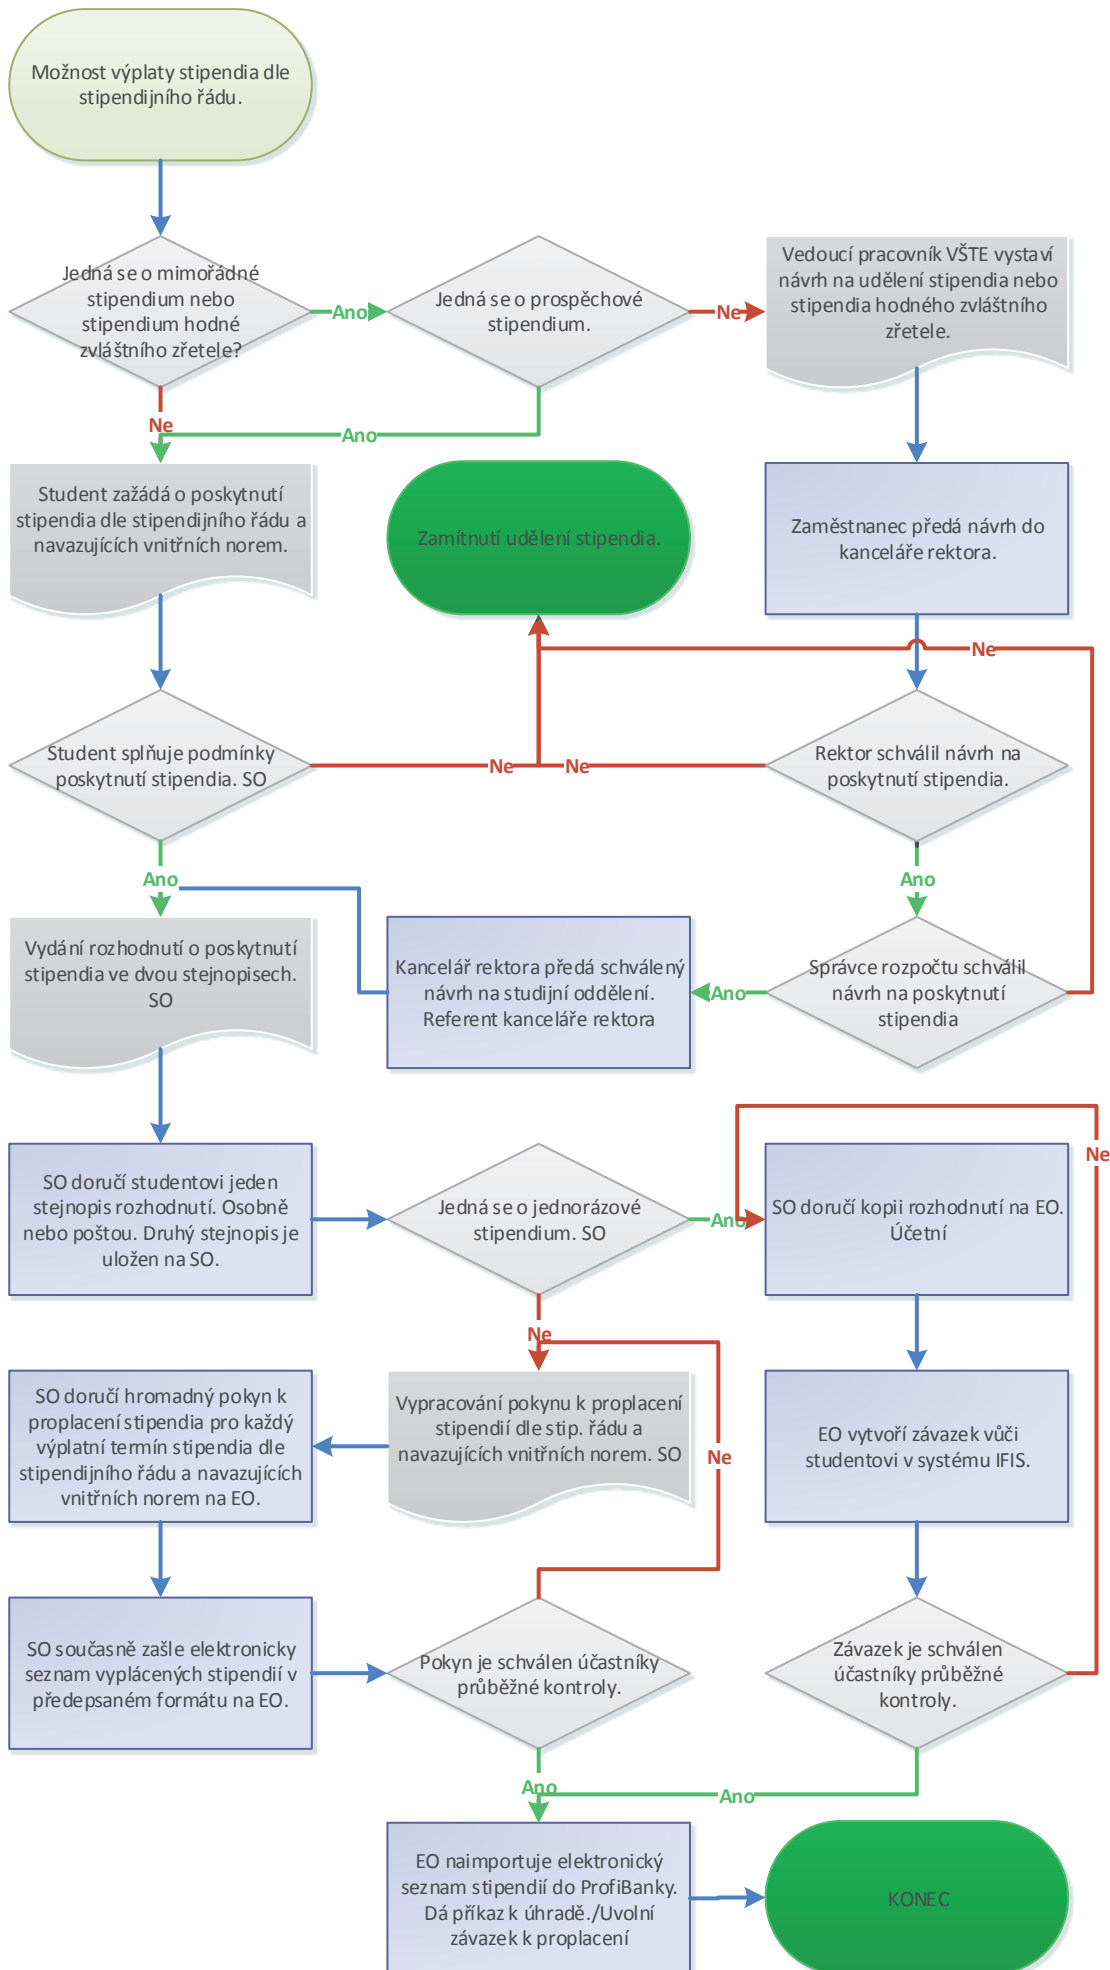 Možnost výplaty stipendia dle
stipendijního řádu.
Jedná se o mimořádné
stipendium nebo
stipendium hodné
zvláštního zřetele?
Ano
Jedná se o prospěchové
stipendium.
Ne
Vedoucí pracovník VŠTE vystaví
návrh na udělení stipendia nebo
stipendia hodného zvláštního
zřetele.
Ne
Ano
Student zažádá o poskytnutí
stipendia dle stipendijního řádu a
navazujících vnitřních norem.
Zamítnutí udělení stipendia.
Zaměstnanec předá návrh do
kanceláře rektora.
Ne
Student splňuje podmínky
poskytnutí stipendia. SO
Ne
Ne
Rektor schválil návrh na
poskytnutí stipendia.
Ano
Ano
Vydání rozhodnutí o poskytnutí
stipendia ve dvou stejnopisech.
SO
Kancelář rektora předá schválený
návrh na studijní oddělení.
Referent kanceláře rektora
Ano
Správce rozpočtu schválil
návrh na poskytnutí
stipendia
Ne
SO doručí studentovi jeden
stejnopis rozhodnutí. Osobně
nebo poštou. Druhý stejnopis je
uložen na SO.
Jedná se o jednorázové
stipendium. SO
Ano
SO doručí kopii rozhodnutí na EO.
Účetní
Ne
SO doručí hromadný pokyn k
proplacení stipendia pro každý
výplatní termín stipendia dle
stipendijního řádu a navazujících
vnitřních norem na EO.
Vypracování pokynu k proplacení
stipendií dle stip. řádu a
navazujících vnitřních norem. SO
Ne
EO vytvoří závazek vůči
studentovi v systému IFIS.
SO současně zašle elektronicky
seznam vyplácených stipendií v
předepsaném formátu na EO.
Pokyn je schválen účastníky
průběžné kontroly.
Závazek je schválen
účastníky průběžné
kontroly.
Ano
Ano
EO naimportuje elektronický
seznam stipendií do ProfiBanky.
Dá příkaz k úhradě./Uvolní
závazek k proplacení
KONEC